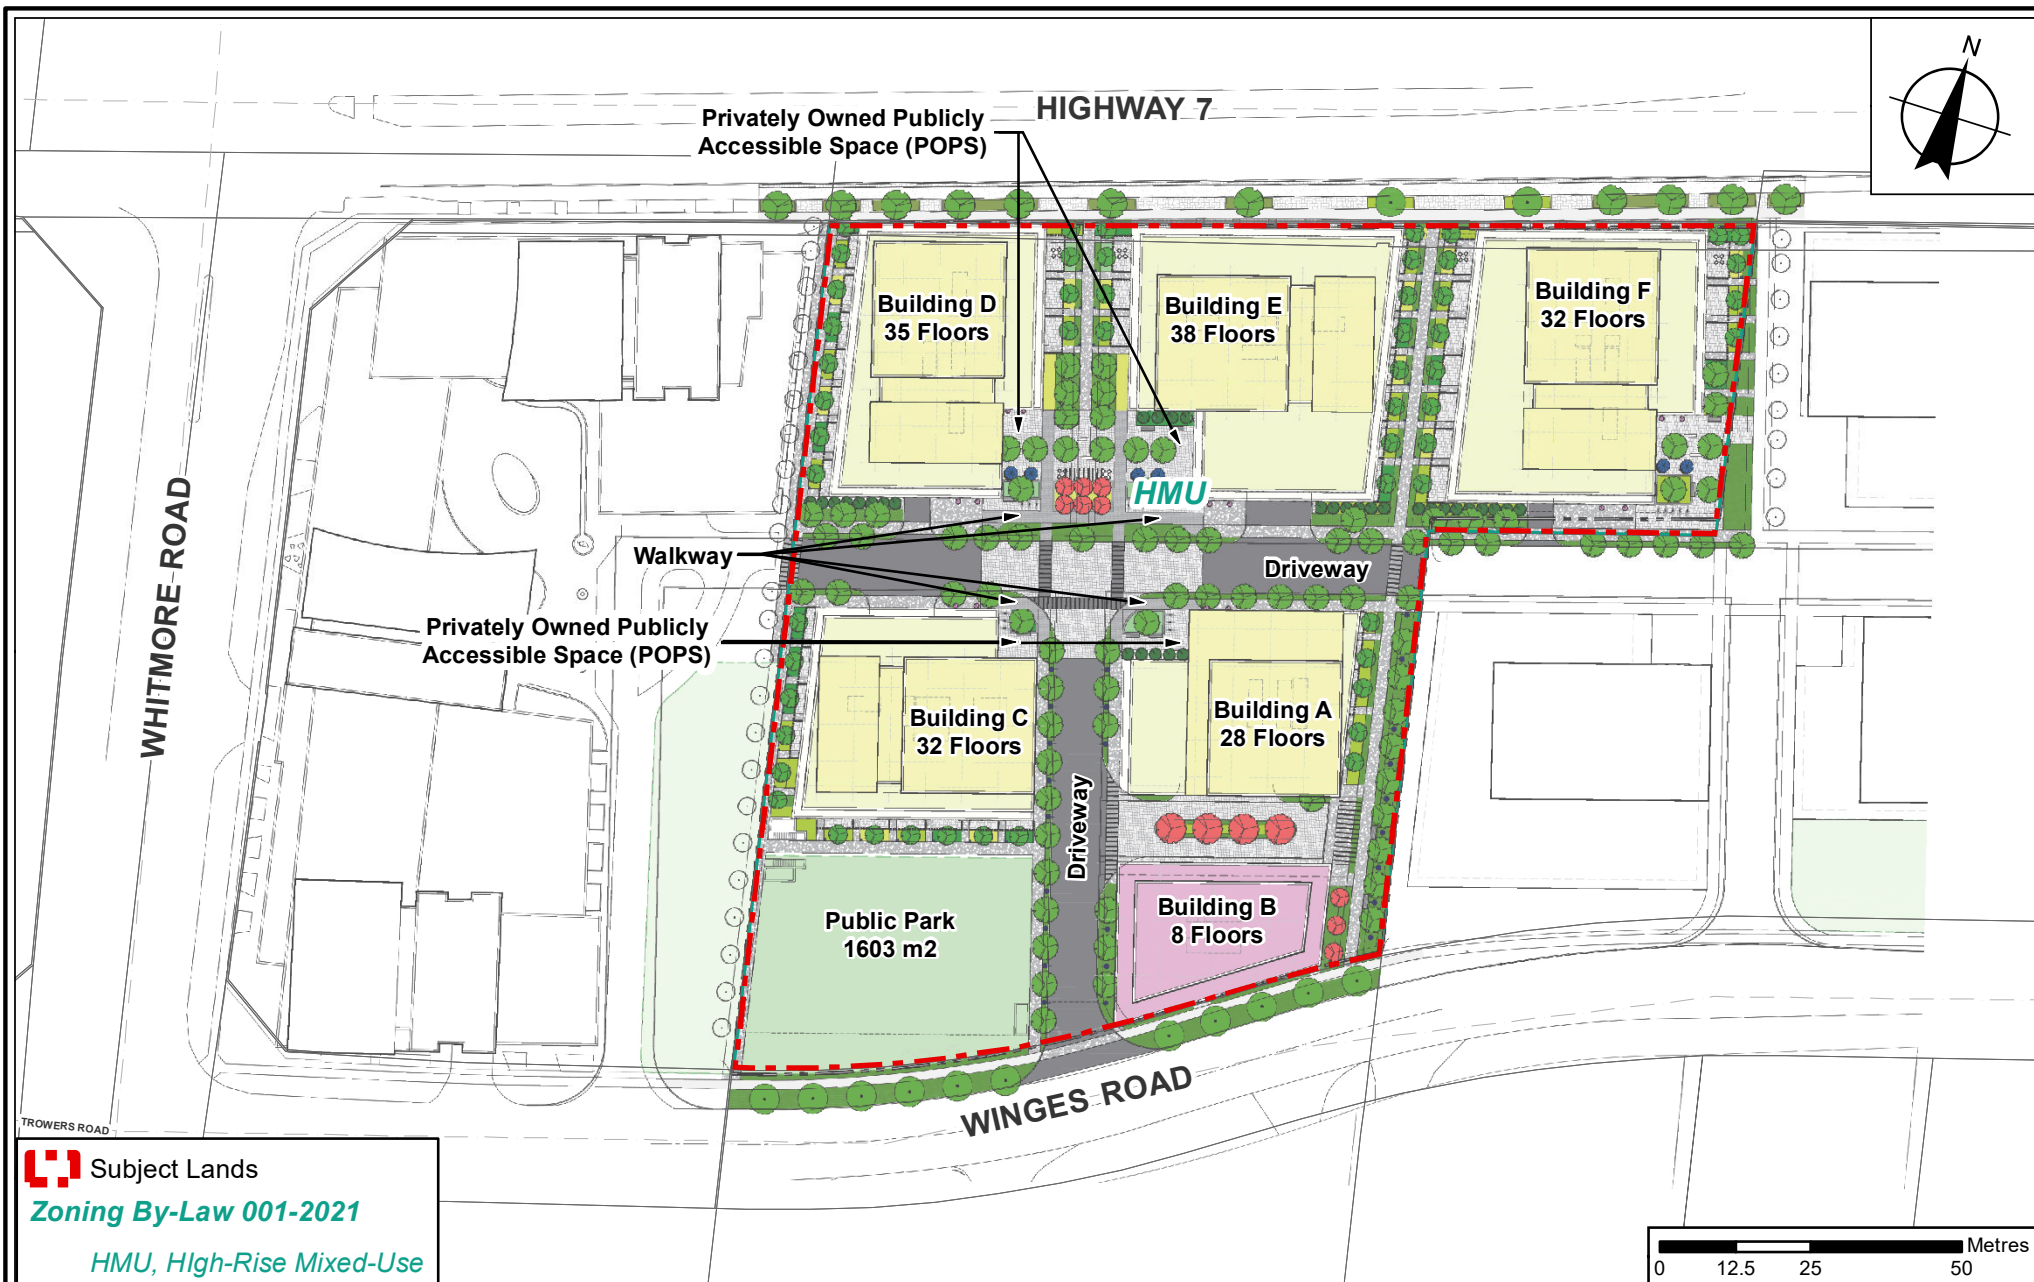 N
HIGHWAY 7
Privately Owned Publicly
Accessible Space (POPS)
Building D
35 Floors
Building E
38 Floors
Building F
32 Floors
HMU
WHITMORE ROAD
Walkway
Driveway
Privately Owned Publicly
Accessible Space (POPS)
Building C
32 Floors
Building A
28 Floors
Driveway
Public Park
1603 m2
Building B
8 Floors
WINGES ROAD
TROWERS ROAD
Subject Lands
Zoning By-Law 001-2021
HMU, HIgh-Rise Mixed-Use
Metres
0 12.5 25 50